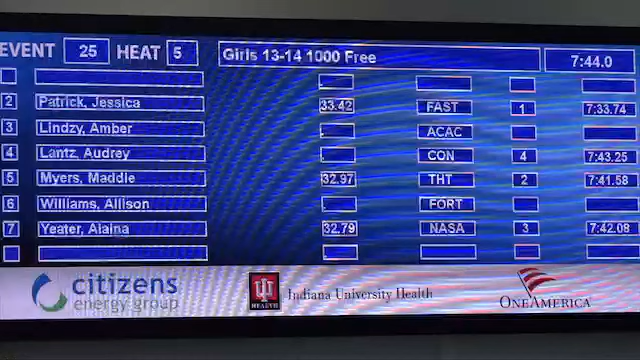 EVENT 25 HEAT 5 Girls 13-14 1000 Free 7:44.0
2 Patrick, Jessica 33.42 FAST 1 7:33.74
3 Lindzy, Amber ACAC
4 Lantz, Audrey CON 4 7:43.25
5 Myers, Maddie 32.97 THT 2 7:41.58
6 Williams, Allison FORT
7 Yeater, Alaina 32.79 NASA 3 7:42.08
citizens energy group
IU HEALTH Indiana University Health
ONEAMERICA